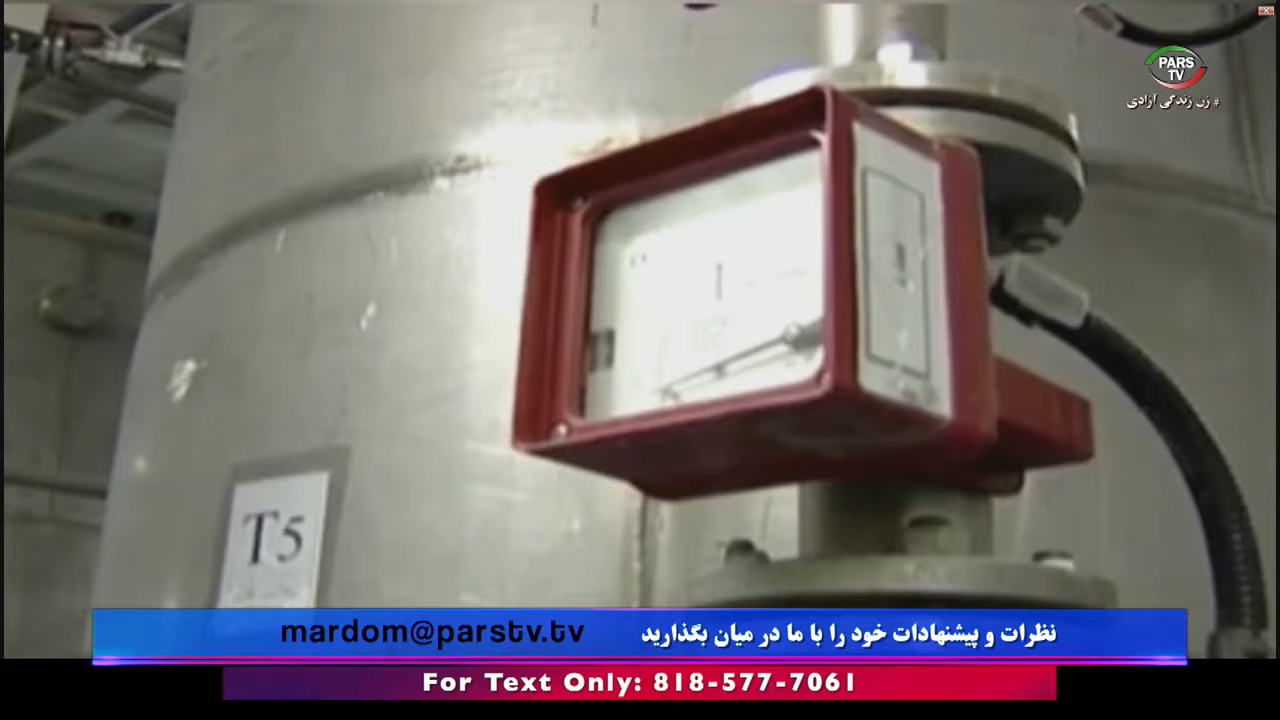 PARS
TV
# زن زندگی آزادی
T5
نظرات و پیشنهادات خود را با ما در میان بگذارید mardom@parstv.tv
For Text Only: 818-577-7061